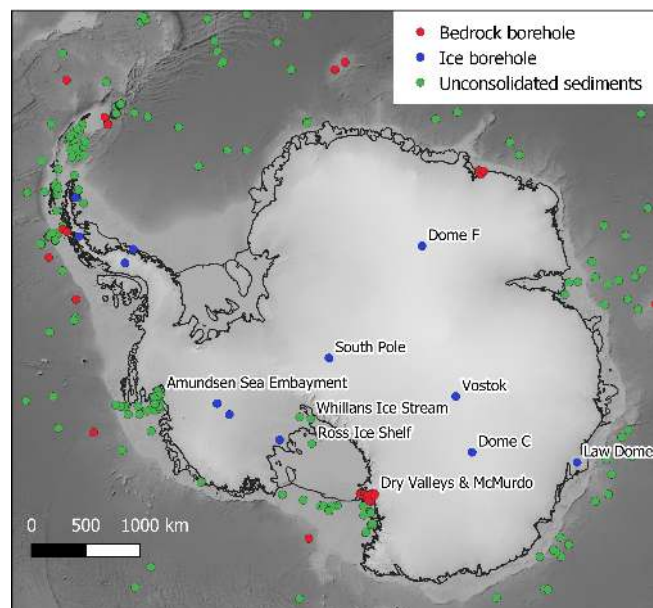 Bedrock borehole
Ice borehole
Unconsolidated sediments
Dome F
South Pole
Amundsen Sea Embayment
Vostok
Whillans Ice Stream
Ross Ice Shelf
Dome C
Law Dome
Dry Valleys & McMurdo
0 500 1000 km